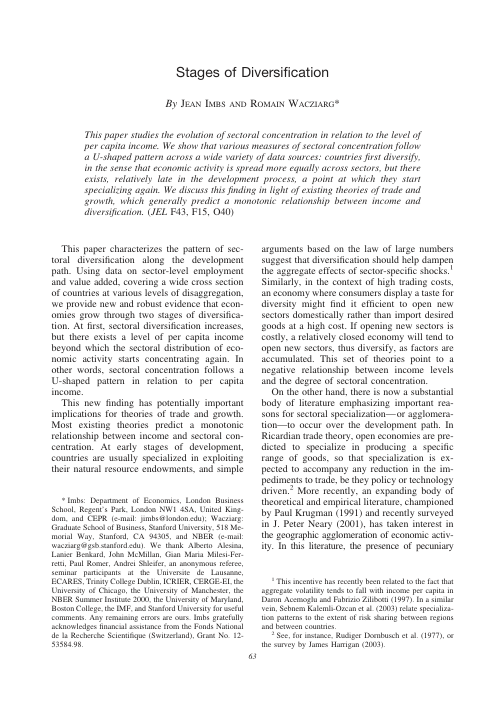 Stages of Diversification
By JEAN IMBS AND ROMAIN WACZIARG*
This paper studies the evolution of sectoral concentration in relation to the level of
per capita income. We show that various measures of sectoral concentration follow
a U-shaped pattern across a wide variety of data sources: countries first diversify,
in the sense that economic activity is spread more equally across sectors, but there
exists, relatively late in the development process, a point at which they start
specializing again. We discuss this finding in light of existing theories of trade and
growth, which generally predict a monotonic relationship between income and
diversification. (JEL F43, F15, O40)
This paper characterizes the pattern of sec-
toral diversification along the development
path. Using data on sector-level employment
and value added, covering a wide cross section
of countries at various levels of disaggregation,
we provide new and robust evidence that econ-
omies grow through two stages of diversifica-
tion. At first, sectoral diversification increases,
but there exists a level of per capita income
beyond which the sectoral distribution of eco-
nomic activity starts concentrating again. In
other words, sectoral concentration follows a
U-shaped pattern in relation to per capita
income.
This new finding has potentially important
implications for theories of trade and growth.
Most existing theories predict a monotonic
relationship between income and sectoral con-
centration. At early stages of development,
countries are usually specialized in exploiting
their natural resource endowments, and simple
* Imbs: Department of Economics, London Business
School, Regent's Park, London NW1 4SA, United King-
dom, and CEPR (e-mail: jimbs@london.edu); Wacziarg:
Graduate School of Business, Stanford University, 518 Me-
morial Way, Stanford, CA 94305, and NBER (e-mail:
wacziarg@gsb.stanford.edu). We thank Alberto Alesina,
Lanier Benkard, John McMillan, Gian Maria Milesi-Fer-
retti, Paul Romer, Andrei Shleifer, an anonymous referee,
seminar participants at the Universite de Lausanne,
ECARES, Trinity College Dublin, ICRIER, CERGE-EI, the
University of Chicago, the University of Manchester, the
NBER Summer Institute 2000, the University of Maryland,
Boston College, the IMF, and Stanford University for useful
comments. Any remaining errors are ours. Imbs gratefully
acknowledges financial assistance from the Fonds National
de la Recherche Scientifique (Switzerland), Grant No. 12-
53584.98.
arguments based on the law of large numbers
suggest that diversification should help dampen
the aggregate effects of sector-specific shocks.1
Similarly, in the context of high trading costs,
an economy where consumers display a taste for
diversity might find it efficient to open new
sectors domestically rather than import desired
goods at a high cost. If opening new sectors is
costly, a relatively closed economy will tend to
open new sectors, thus diversify, as factors are
accumulated. This set of theories point to a
negative relationship between income levels
and the degree of sectoral concentration.
On the other hand, there is now a substantial
body of literature emphasizing important rea-
sons for sectoral specialization—or agglomera-
tion—to occur over the development path. In
Ricardian trade theory, open economies are pre-
dicted to specialize in producing a specific
range of goods, so that specialization is ex-
pected to accompany any reduction in the im-
pediments to trade, be they policy or technology
driven.2 More recently, an expanding body of
theoretical and empirical literature, championed
by Paul Krugman (1991) and recently surveyed
in J. Peter Neary (2001), has taken interest in
the geographic agglomeration of economic activ-
ity. In this literature, the presence of pecuniary
1 This incentive has recently been related to the fact that
aggregate volatility tends to fall with income per capita in
Daron Acemoglu and Fabrizio Zilibotti (1997). In a similar
vein, Sebnem Kalemli-Ozcan et al. (2003) relate specializa-
tion patterns to the extent of risk sharing between regions
and between countries.
2 See, for instance, Rudiger Dornbusch et al. (1977), or
the survey by James Harrigan (2003).
63